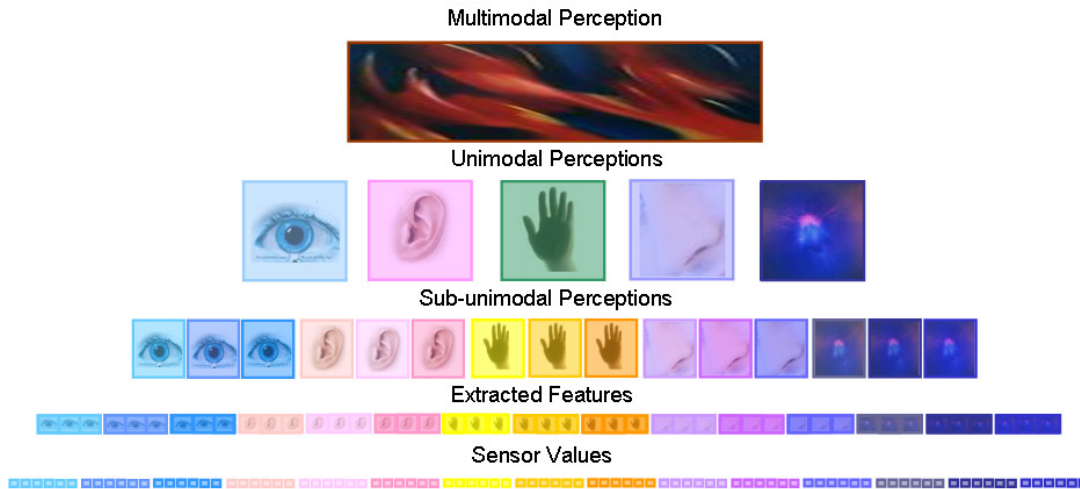 Multimodal Perception
Unimodal Perceptions
Sub-unimodal Perceptions
Extracted Features
Sensor Values